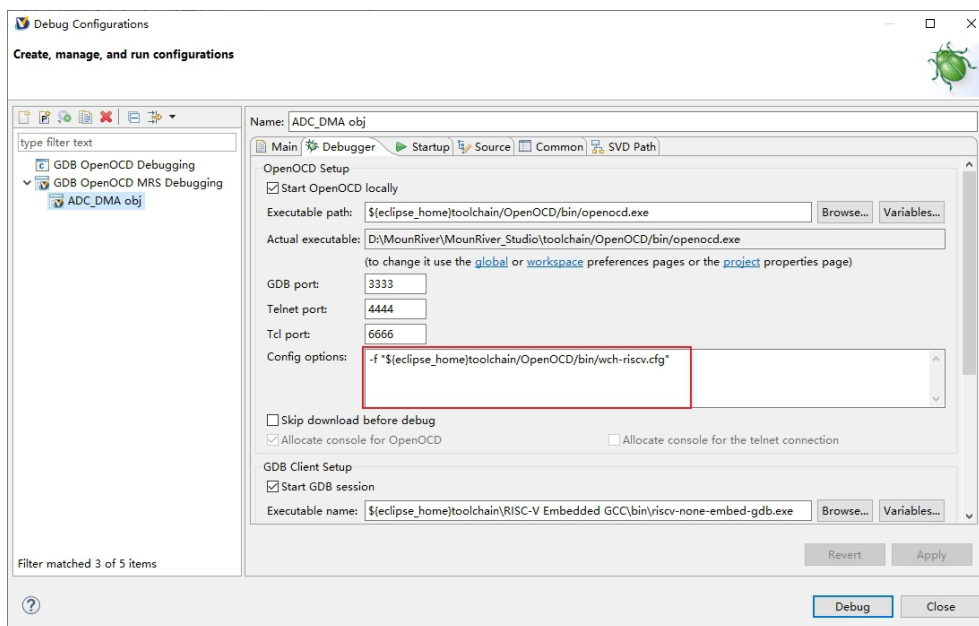 Debug Configurations
Create, manage, and run configurations
type filter text
GDB OpenOCD Debugging
GDB OpenOCD MRS Debugging
ADC_DMA obj
Filter matched 3 of 5 items
Name: ADC_DMA obj
Main Debugger Startup Source Common SVD Path
OpenOCD Setup
Start OpenOCD locally
Executable path: ${eclipse_home}toolchain/OpenOCD/bin/openocd.exe Browse... Variables...
Actual executable: D:\MounRiver\MounRiver_Studio\toolchain/OpenOCD/bin/openocd.exe
(to change it use the global or workspace preferences pages or the project properties page)
GDB port: 3333
Telnet port: 4444
Tcl port: 6666
Config options: -f "${eclipse_home}toolchain/OpenOCD/bin/wch-riscv.cfg"
Skip download before debug
Allocate console for OpenOCD Allocate console for the telnet connection
GDB Client Setup
Start GDB session
Executable name: ${eclipse_home}toolchain\RISC-V Embedded GCC\bin\riscv-none-embed-gdb.exe Browse... Variables...
Revert Apply
Debug Close